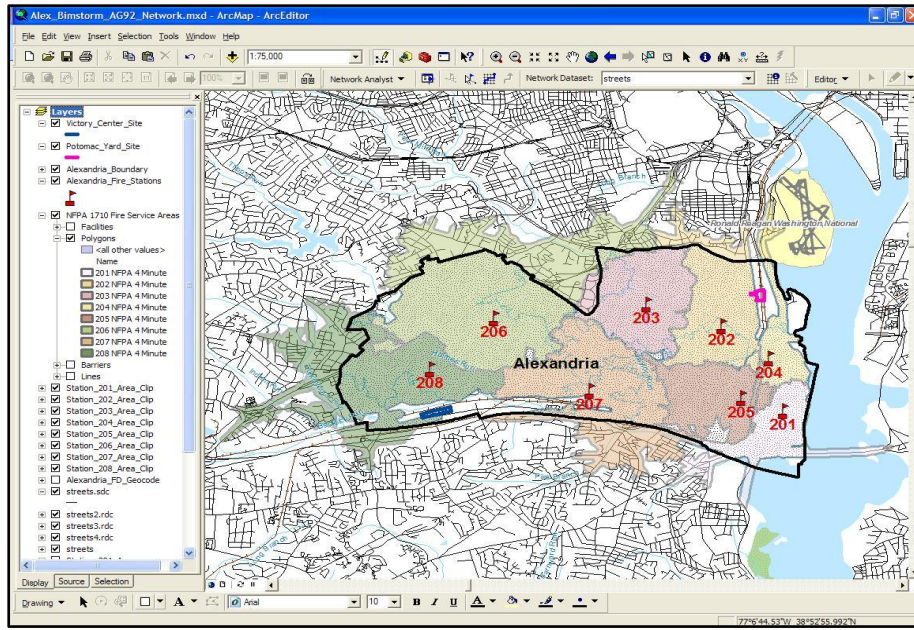 Alex_Bimstorm_AG92_Network.mxd - ArcMap - ArcEditor
File Edit View Insert Selection Tools Window Help
1:75,000
100% Network Analyst Network Dataset: streets Editor
Layers
Victory_Center_Site
Potomac_Yard_Site
Alexandria_Boundary
Alexandria_Fire_Stations
NFPA 1710 Fire Service Areas
Facilities
Polygons
<all other values>
Name
201 NFPA 4 Minute
202 NFPA 4 Minute
203 NFPA 4 Minute
204 NFPA 4 Minute
205 NFPA 4 Minute
206 NFPA 4 Minute
207 NFPA 4 Minute
208 NFPA 4 Minute
Barriers
Lines
Station_201_Area_Clip
Station_202_Area_Clip
Station_203_Area_Clip
Station_204_Area_Clip
Station_205_Area_Clip
Station_206_Area_Clip
Station_207_Area_Clip
Station_208_Area_Clip
Alexandria_FD_Geocode
streets.sdc
streets2.rdc
streets3.rdc
streets4.rdc
streets
Display Source Selection
Ronald Reagan Washington National
203
206
202
Alexandria
204
208
207
205
201
Drawing A Arial 10 B I U A
77°6'44.53"W 38°52'55.992"N